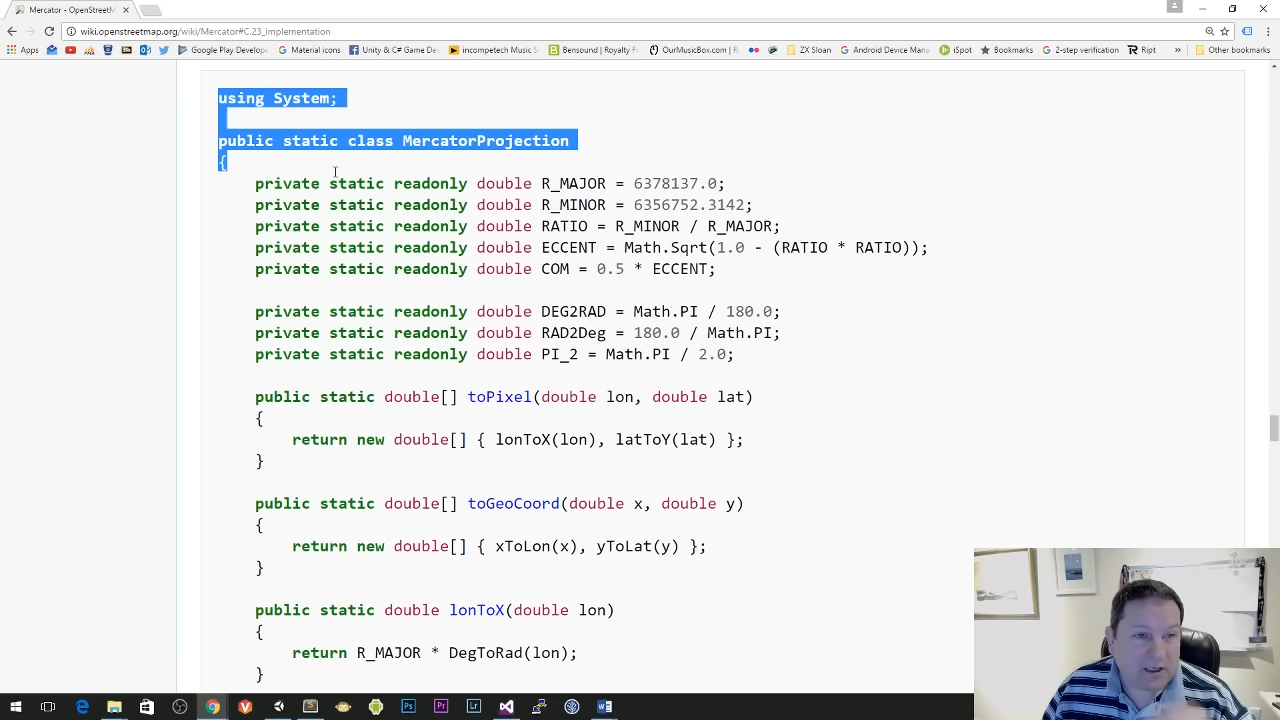 Mercator - OpenStreetM
wiki.openstreetmap.org/wiki/Mercator#C.23_implementation
Apps
Google Play Develop
Material icons
Unity & C# Game De
incompetech Music
Bensound | Royalty F
OurMusicBox.com | R
ZX Sloan
Android Device Mana
iSpot
Bookmarks
2-step verification
Ript
»
Other bookmarks
using System;
public static class MercatorProjection
{
private static readonly double R_MAJOR = 6378137.0;
private static readonly double R_MINOR = 6356752.3142;
private static readonly double RATIO = R_MINOR / R_MAJOR;
private static readonly double ECCENT = Math.Sqrt(1.0 - (RATIO * RATIO));
private static readonly double COM = 0.5 * ECCENT;
private static readonly double DEG2RAD = Math.PI / 180.0;
private static readonly double RAD2Deg = 180.0 / Math.PI;
private static readonly double PI_2 = Math.PI / 2.0;
public static double[] toPixel(double lon, double lat)
{
return new double[] { lonToX(lon), latToY(lat) };
}
public static double[] toGeoCoord(double x, double y)
{
return new double[] { xToLon(x), yToLat(y) };
}
public static double lonToX(double lon)
{
return R_MAJOR * DegToRad(lon);
}